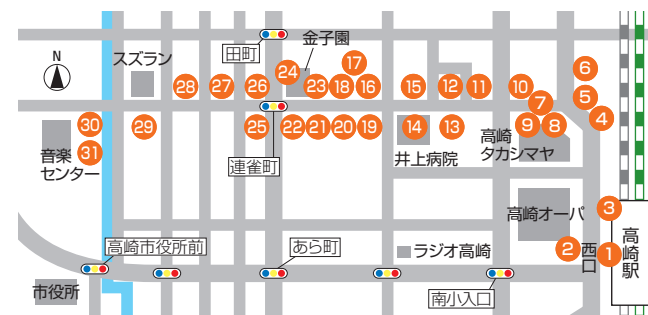 N
スズラン
田町
金子園
17
6
24
28
27
26
23
18
16
15
12
11
10
5
7
4
30
29
25
22
21
20
19
14
13
9
8
31
音楽
センター
連雀町
井上病院
高崎
タカシマヤ
高崎オーパ
3
高崎駅
2
西口
1
高崎市役所前
あら町
ラジオ高崎
市役所
南小入口